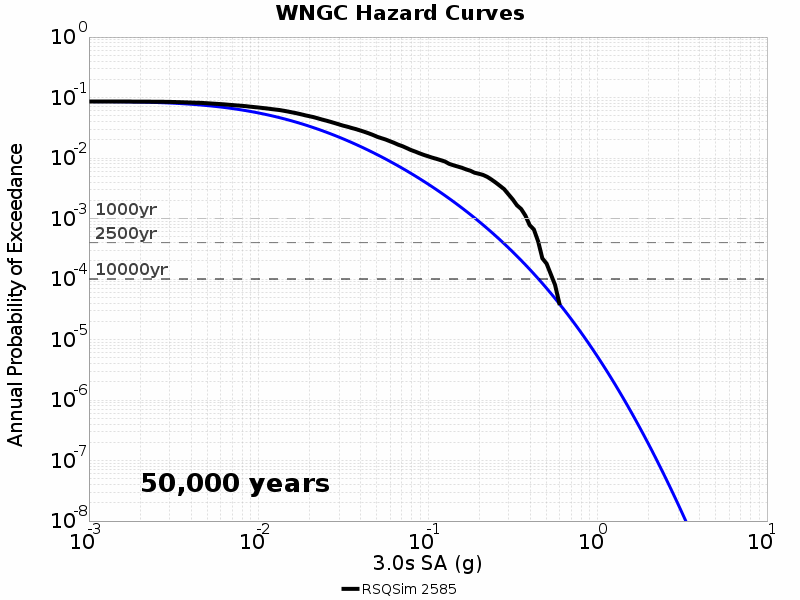 WNGC Hazard Curves
Annual Probability of Exceedance
10^0
10^-1
10^-2
10^-3
10^-4
10^-5
10^-6
10^-7
10^-8
1000yr
2500yr
10000yr
50,000 years
10^-3 10^-2 10^-1 10^0 10^1
3.0s SA (g)
RSQSim 2585